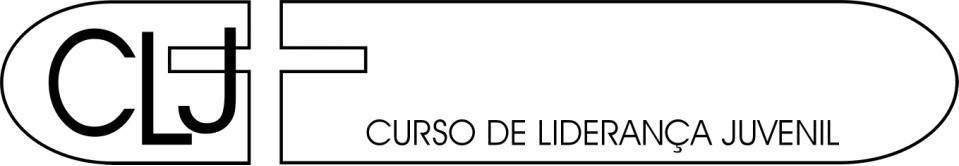 CLJ
CURSO DE LIDERANÇA JUVENIL